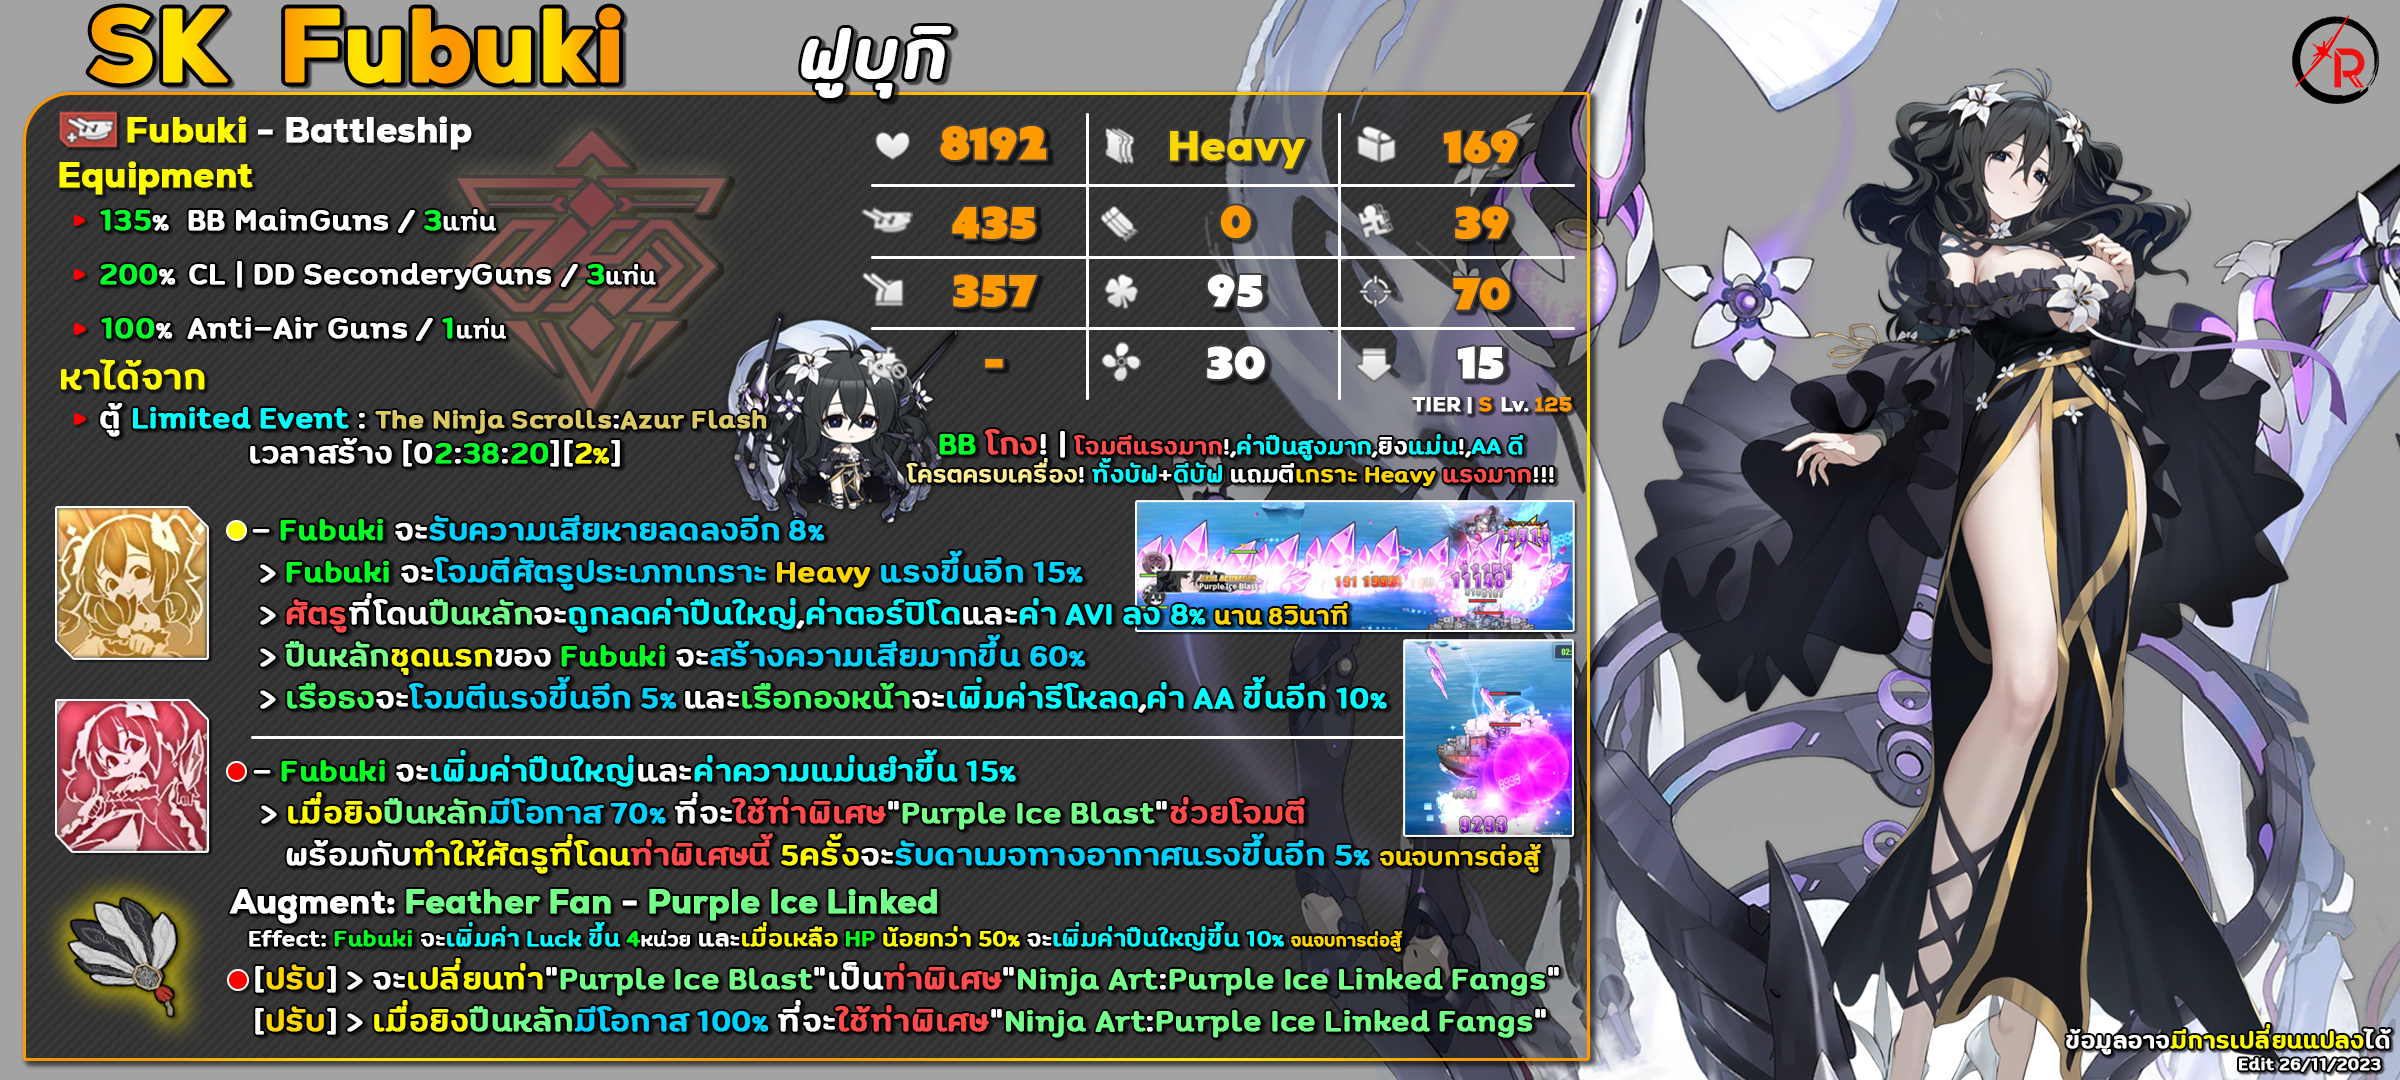 SK Fubuki
ฟูบุกิ
R
Fubuki - Battleship
Equipment
135% BB MainGuns / 3แท่น
200% CL | DD SeconderyGuns / 3แท่น
100% Anti-Air Guns / 1แท่น
หาได้จาก
ตู้ Limited Event : The Ninja Scrolls:Azur Flash
เวลาสร้าง [02:38:20][2%]
8192 Heavy 169
435 0 39
357 95 70
- 30 15
TIER | S Lv. 125
BB โกง! | โจมตีแรงมาก!,ค่าปืนสูงมาก,ยิงแม่น!,AA ดี
โคิรตครบเครื่อง! ทั้งบัฟ+ดีบัฟ แถมตีเกราะ Heavy แรงมาก!!!
- Fubuki จะรับความเสียหายลดลงอีก 8%
> Fubuki จะโจมตีศัตรูประเภทเกราะ Heavy แรงขึ้นอีก 15%
> ศัตรูที่โดนปืนหลักจะถูกลดค่าปืนใหญ่,ค่าตอร์ปิโดและค่า AVI ลง 8% นาน 8วินาที
> ปืนหลักชุดแรกของ Fubuki จะสร้างความเสียมากขึ้น 60%
> เรือธงจะโจมตีแรงขึ้นอีก 5% และเรือกองหน้าจะเพิ่มค่ารีโหลด,ค่า AA ขึ้นอีก 10%
SKILL ACTIVATION
Purple Ice Blast
19516
11148
02:
9999
9293
- Fubuki จะเพิ่มค่าปืนใหญ่และค่าความแม่นยำขึ้น 15%
> เมื่อยิงปืนหลักมีโอกาส 70% ที่จะใช้ท่าพิเศษ"Purple Ice Blast"ช่วยโจมตี
พร้อมกับทำให้ศัตรูที่โดนท่าพิเศษนี้ 5ครั้งจะรับดาเมจทางอากาศแรงขึ้นอีก 5% จนจบการต่อสู้
Augment: Feather Fan - Purple Ice Linked
Effect: Fubuki จะเพิ่มค่า Luck ขึ้น 4หน่วย และเมื่อเหลือ HP น้อยกว่า 50% จะเพิ่มค่าปืนใหญ่ขึ้น 10% จนจบการต่อสู้
[ปรับ] > จะเปลี่ยนท่า"Purple Ice Blast"เป็นท่าพิเศษ"Ninja Art:Purple Ice Linked Fangs"
[ปรับ] > เมื่อยิงปืนหลักมีโอกาส 100% ที่จะใช้ท่าพิเศษ"Ninja Art:Purple Ice Linked Fangs"
ข้อมูลอาจมีการเปลี่ยนแปลงได้
Edit 26/11/2023